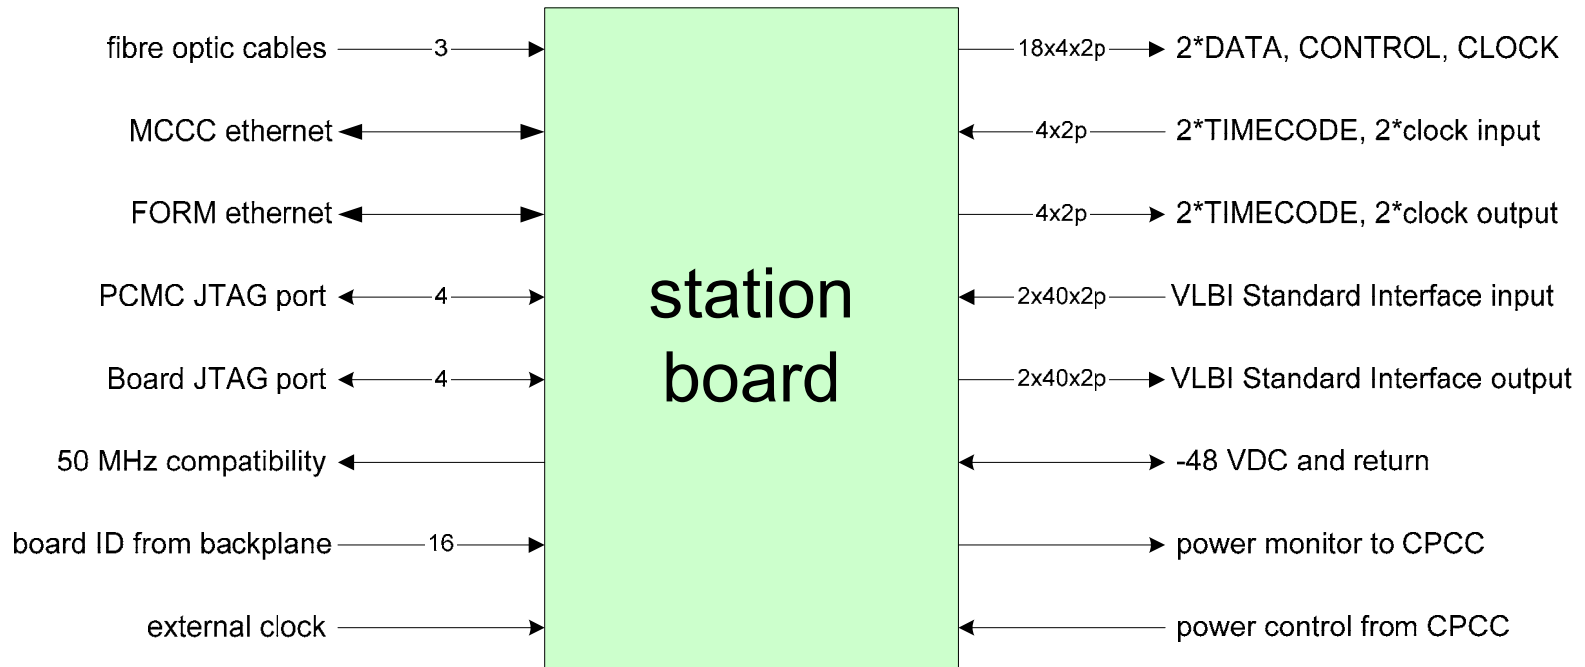 fibre optic cables 3 18x4x2p 2*DATA, CONTROL, CLOCK
MCCC ethernet 4x2p 2*TIMECODE, 2*clock input
FORM ethernet 4x2p 2*TIMECODE, 2*clock output
PCMC JTAG port 4 station 2x40x2p VLBI Standard Interface input
Board JTAG port 4 board 2x40x2p VLBI Standard Interface output
50 MHz compatibility -48 VDC and return
board ID from backplane 16 power monitor to CPCC
external clock power control from CPCC